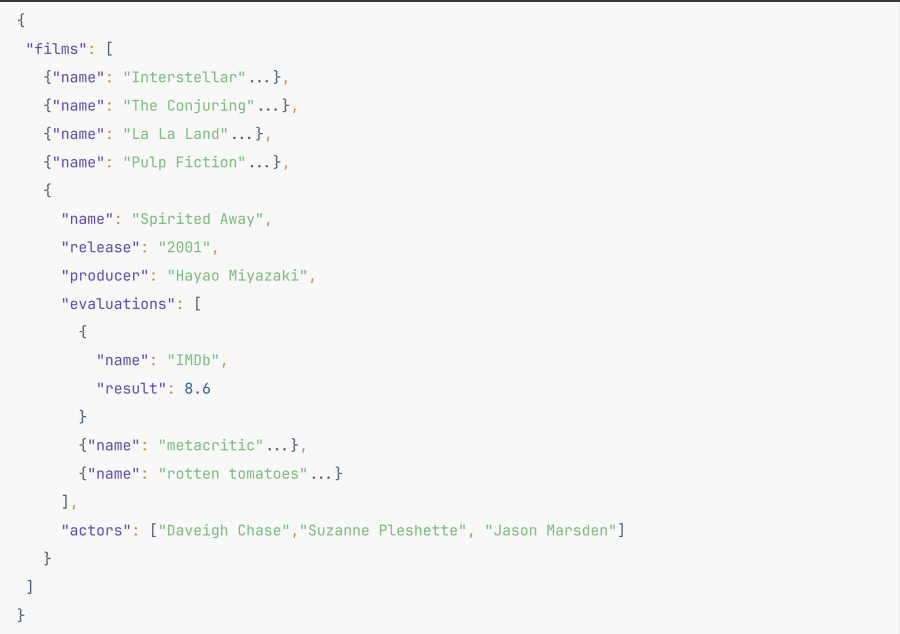 {
 "films": [
   {"name": "Interstellar"...},
   {"name": "The Conjuring"...},
   {"name": "La La Land"...},
   {"name": "Pulp Fiction"...},
   {
     "name": "Spirited Away",
     "release": "2001",
     "producer": "Hayao Miyazaki",
     "evaluations": [
       {
         "name": "IMDb",
         "result": 8.6
       }
       {"name": "metacritic"...},
       {"name": "rotten tomatoes"...}
     ],
     "actors": ["Daveigh Chase","Suzanne Pleshette", "Jason Marsden"]
   }
 ]
}